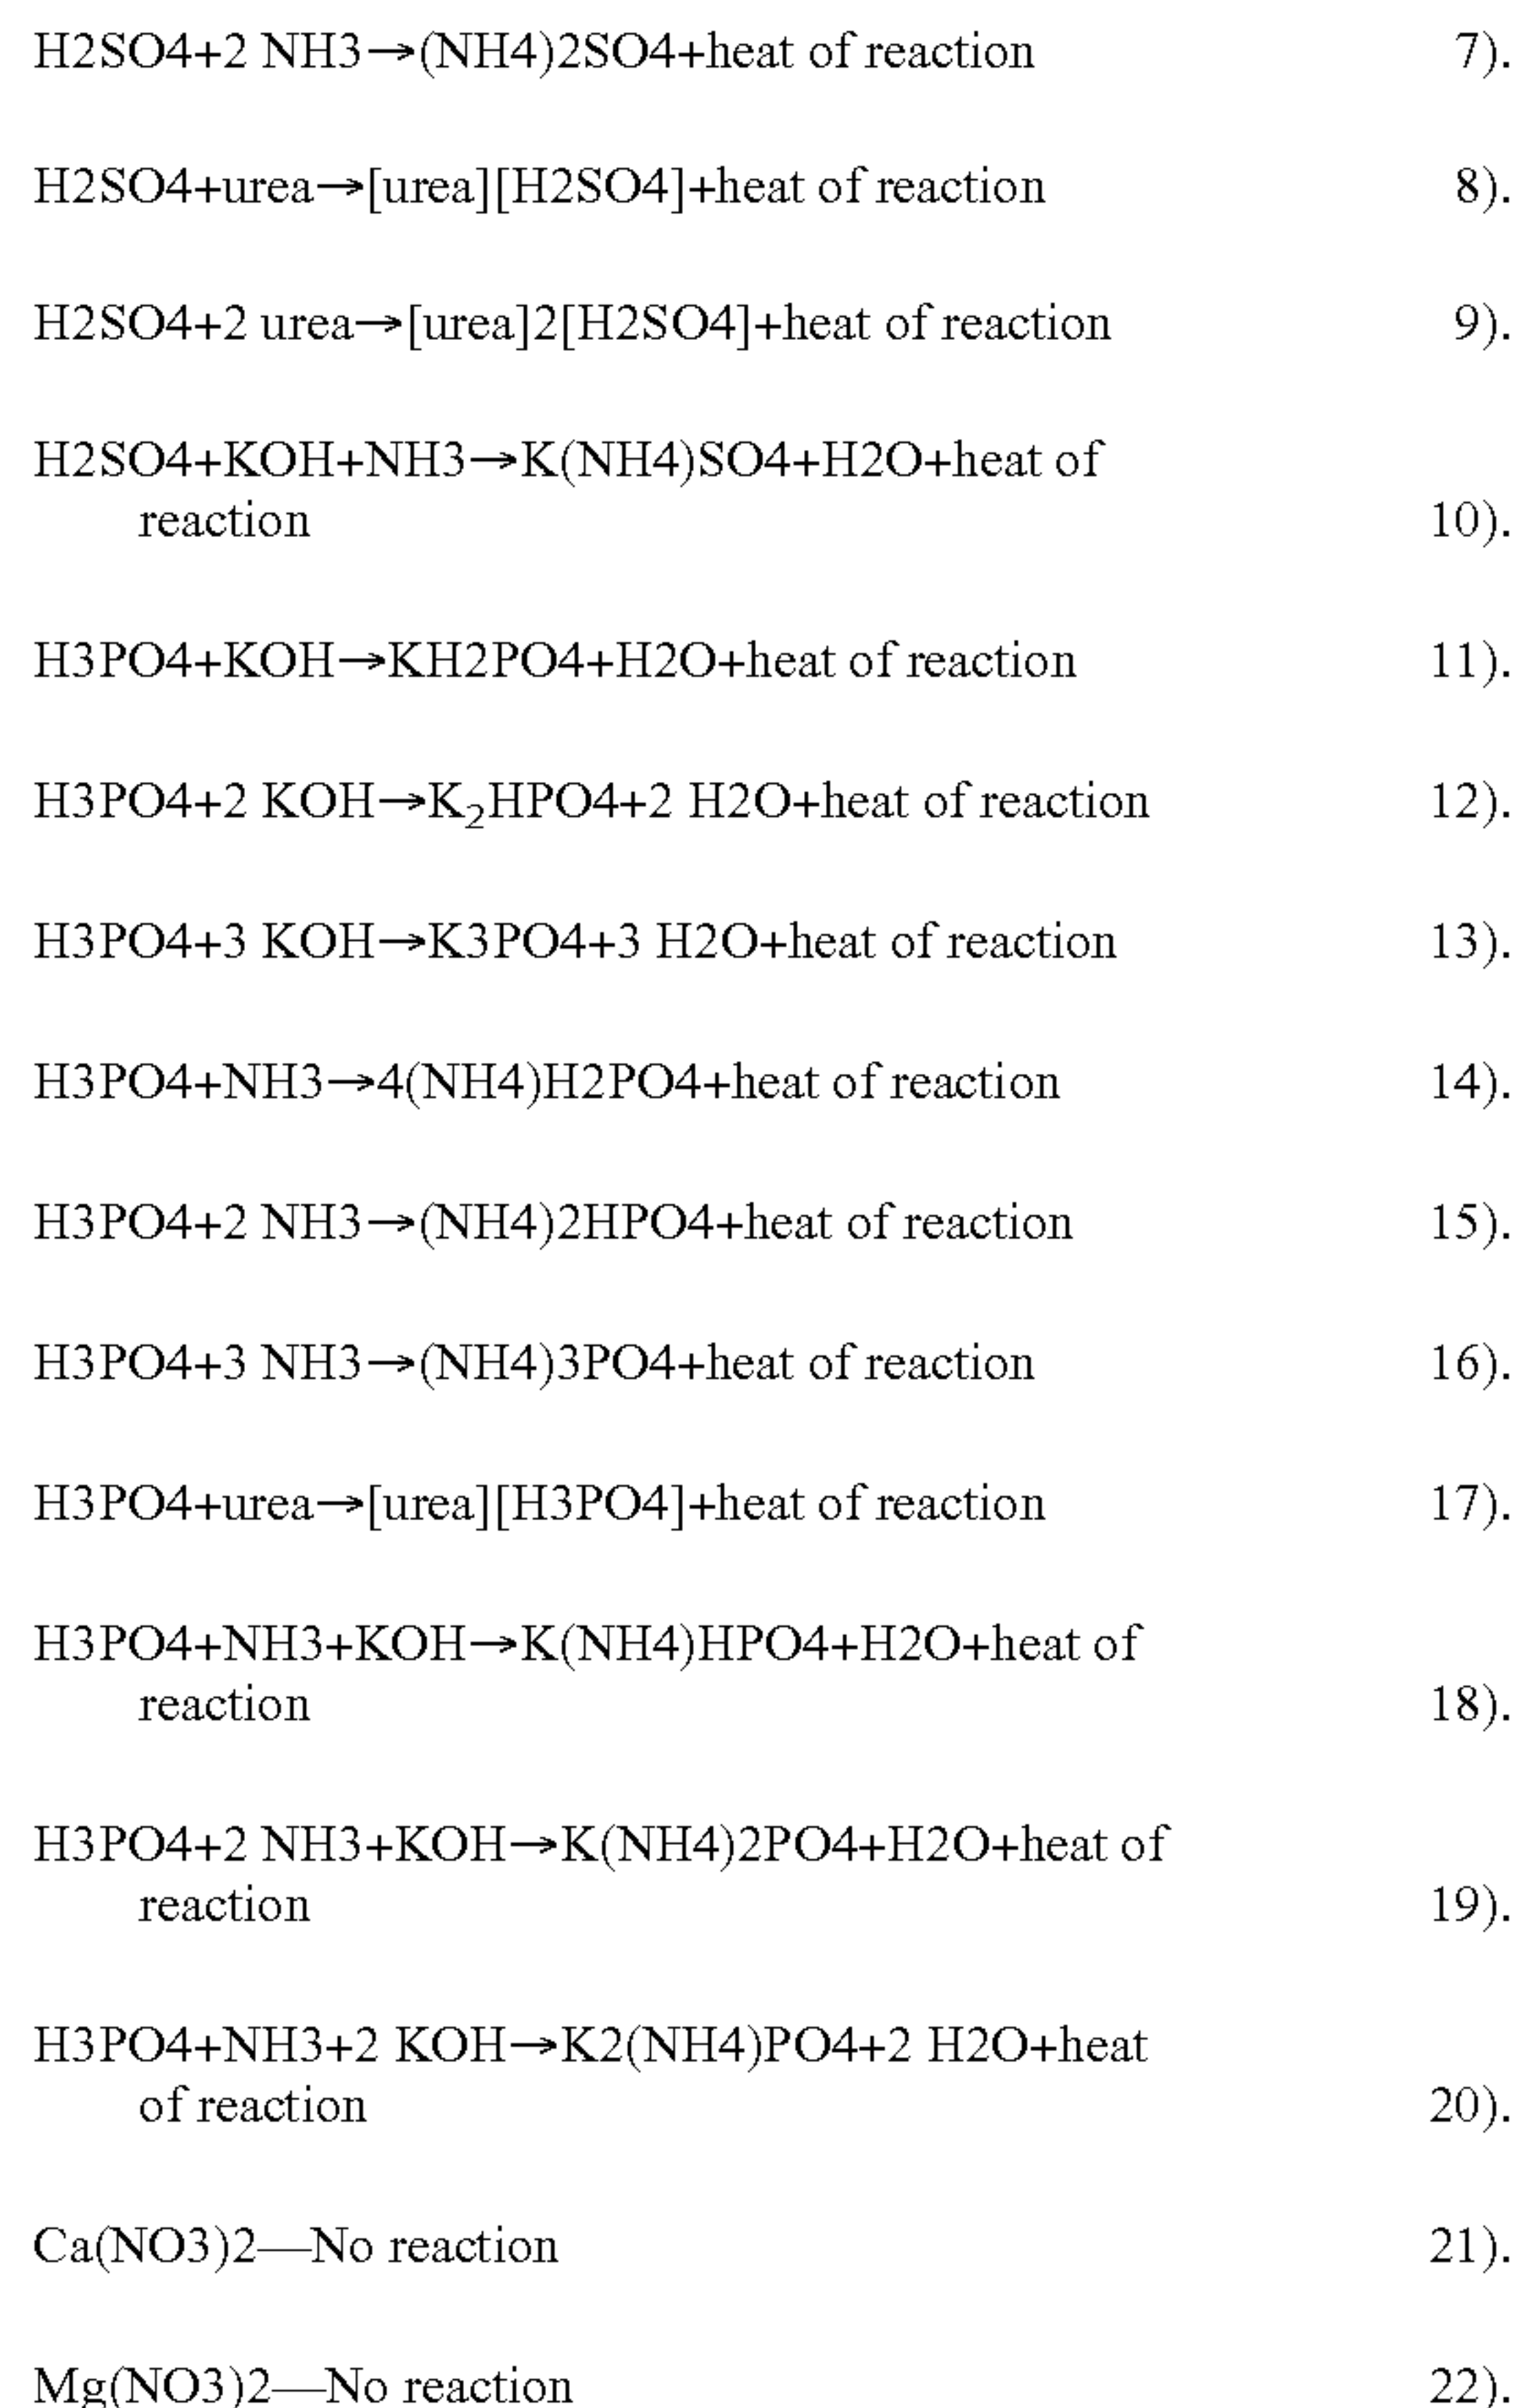 H2SO4+2 NH3→(NH4)2SO4+heat of reaction 7).
H2SO4+urea→[urea][H2SO4]+heat of reaction 8).
H2SO4+2 urea→[urea]2[H2SO4]+heat of reaction 9).
H2SO4+KOH+NH3→K(NH4)SO4+H2O+heat of
reaction 10).
H3PO4+KOH→KH2PO4+H2O+heat of reaction 11).
H3PO4+2 KOH→K₂HPO4+2 H2O+heat of reaction 12).
H3PO4+3 KOH→K3PO4+3 H2O+heat of reaction 13).
H3PO4+NH3→4(NH4)H2PO4+heat of reaction 14).
H3PO4+2 NH3→(NH4)2HPO4+heat of reaction 15).
H3PO4+3 NH3→(NH4)3PO4+heat of reaction 16).
H3PO4+urea→[urea][H3PO4]+heat of reaction 17).
H3PO4+NH3+KOH→K(NH4)HPO4+H2O+heat of
reaction 18).
H3PO4+2 NH3+KOH→K(NH4)2PO4+H2O+heat of
reaction 19).
H3PO4+NH3+2 KOH→K2(NH4)PO4+2 H2O+heat
of reaction 20).
Ca(NO3)2—No reaction 21).
Mg(NO3)2—No reaction 22).